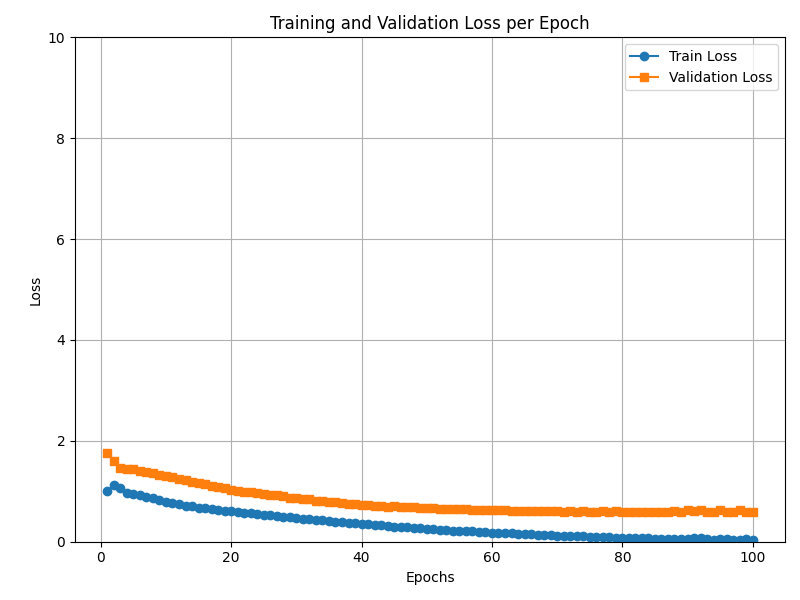 Training and Validation Loss per Epoch
10
8
6
4
2
0
Loss
Train Loss
Validation Loss
0 20 40 60 80 100
Epochs